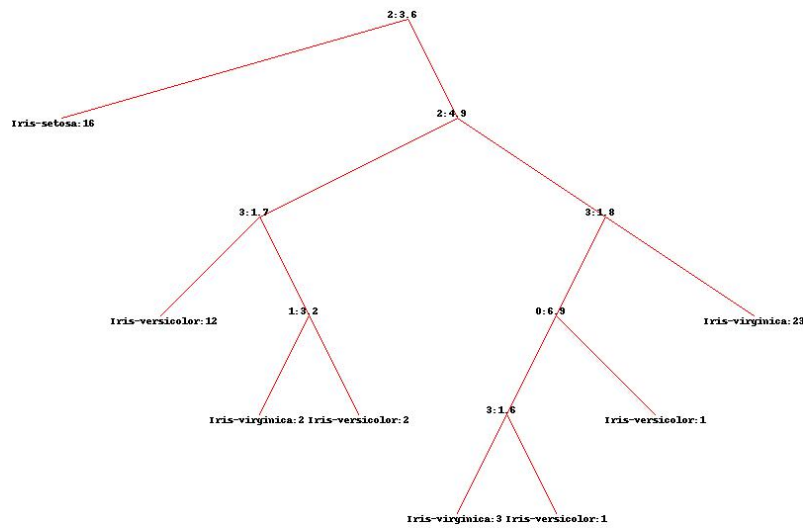 2:3.6
Iris-setosa:16
2:4.9
3:1.7
3:1.8
Iris-versicolor:12
1:3.2
0:6.9
Iris-virginica:23
Iris-virginica:2
Iris-versicolor:2
3:1.6
Iris-versicolor:1
Iris-virginica:3
Iris-versicolor:1